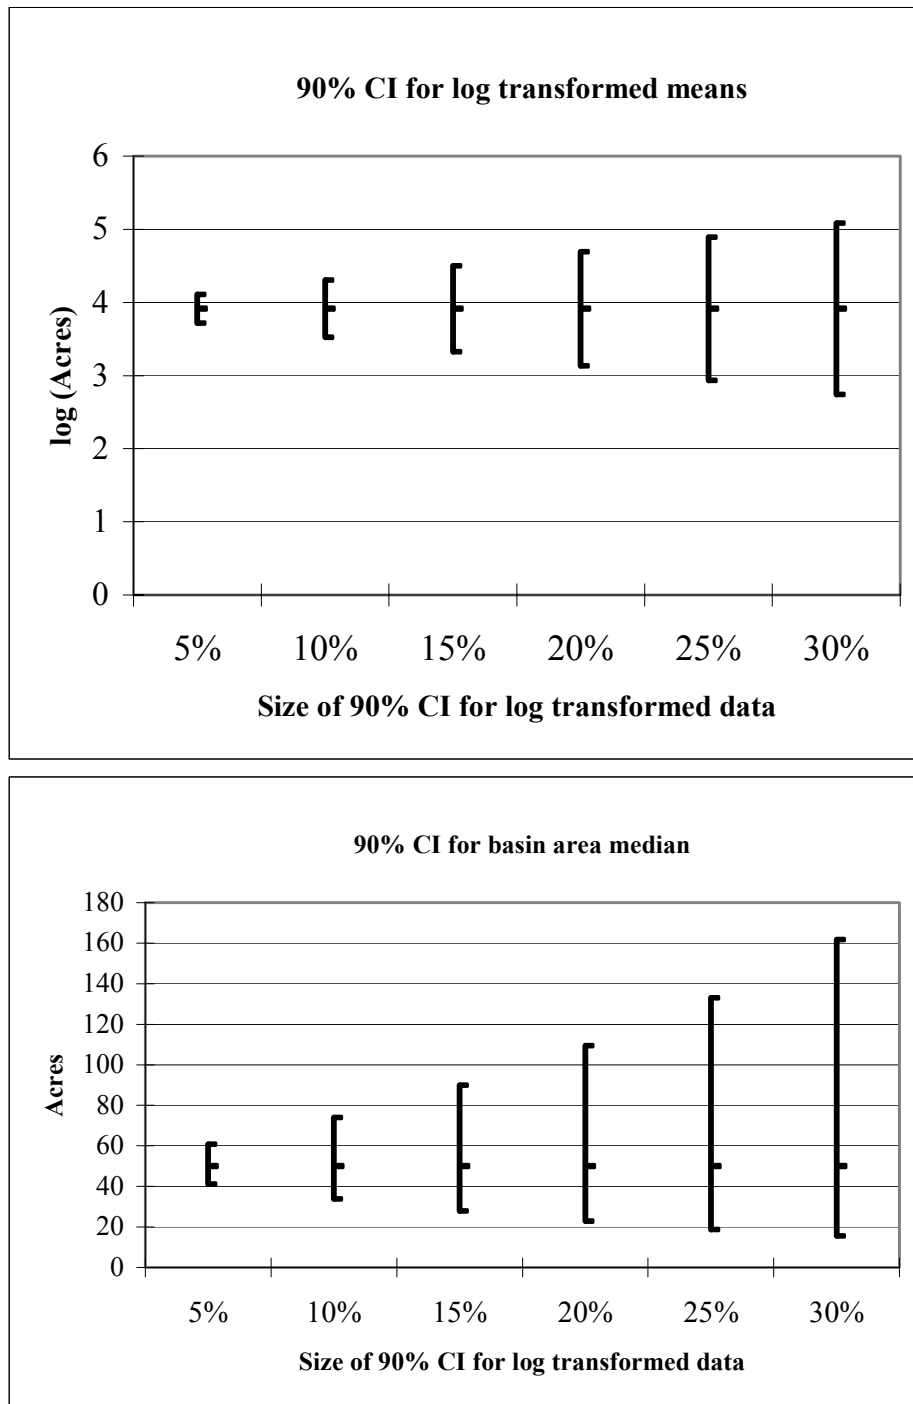 90% CI for log transformed means
6
5
4
3
2
1
0
log (Acres)
5% 10% 15% 20% 25% 30%
Size of 90% CI for log transformed data
90% CI for basin area median
180
160
140
120
100
80
60
40
20
0
Acres
5% 10% 15% 20% 25% 30%
Size of 90% CI for log transformed data